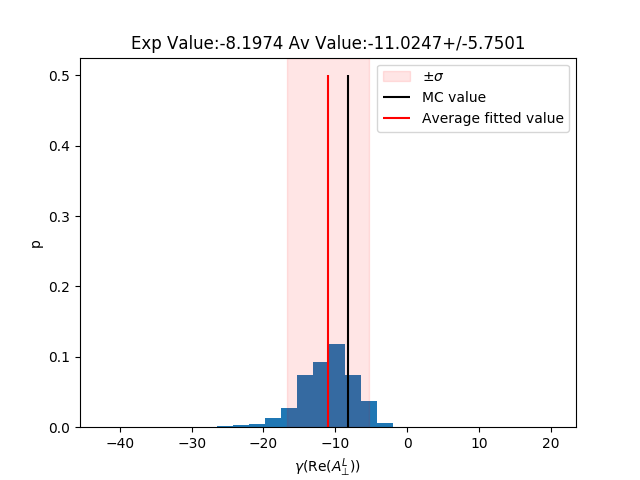 Exp Value:-8.1974 Av Value:-11.0247+/-5.7501
±σ
MC value
Average fitted value
p
0.5
0.4
0.3
0.2
0.1
0.0
−40 −30 −20 −10 0 10 20
γ(Re(A_⊥^L))